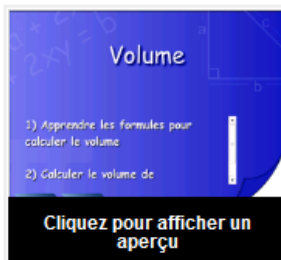 a
c
b
2xy =
Volume
1) Apprendre les formules pour
calculer le volume
2) Calculer le volume de
Cliquez pour afficher un
aperçu